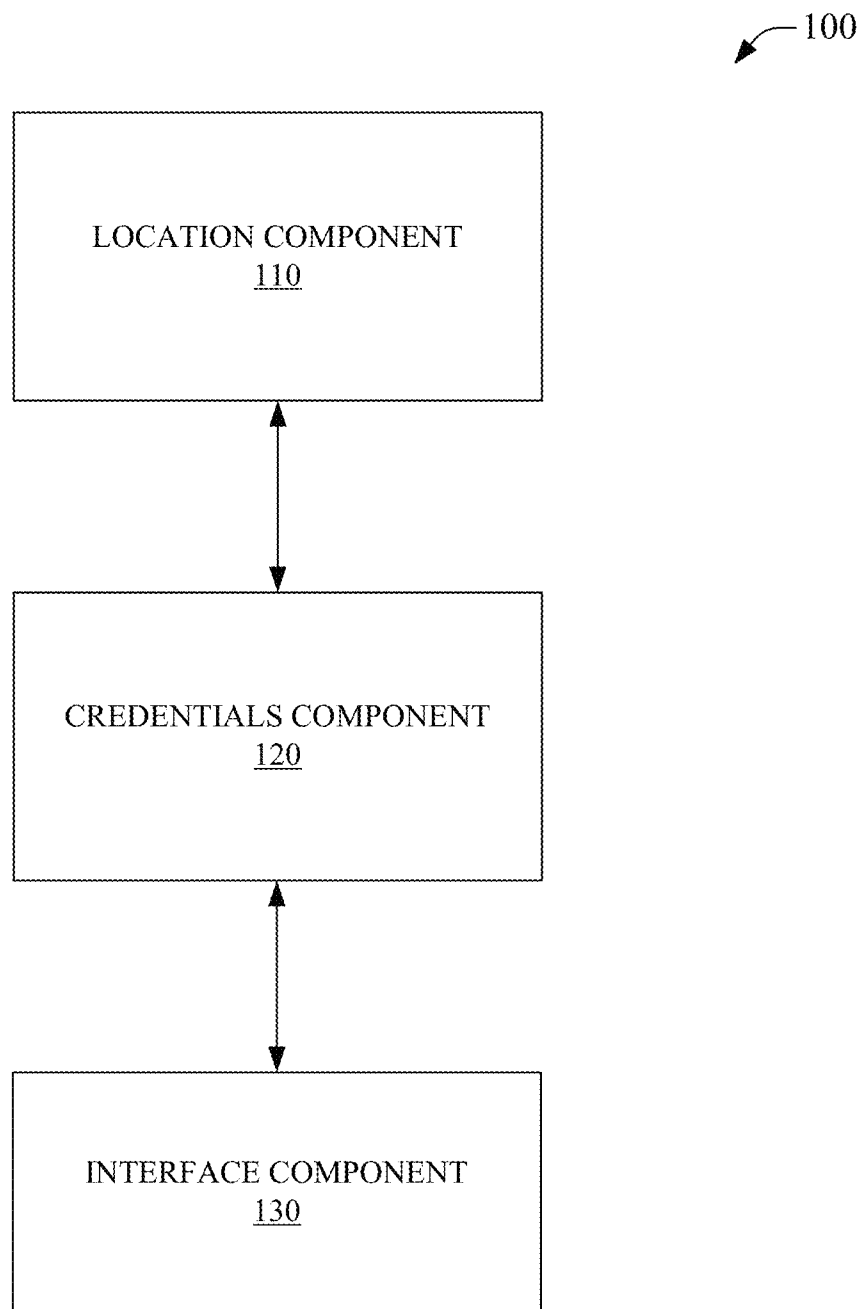 100
LOCATION COMPONENT
110
CREDENTIALS COMPONENT
120
INTERFACE COMPONENT
130